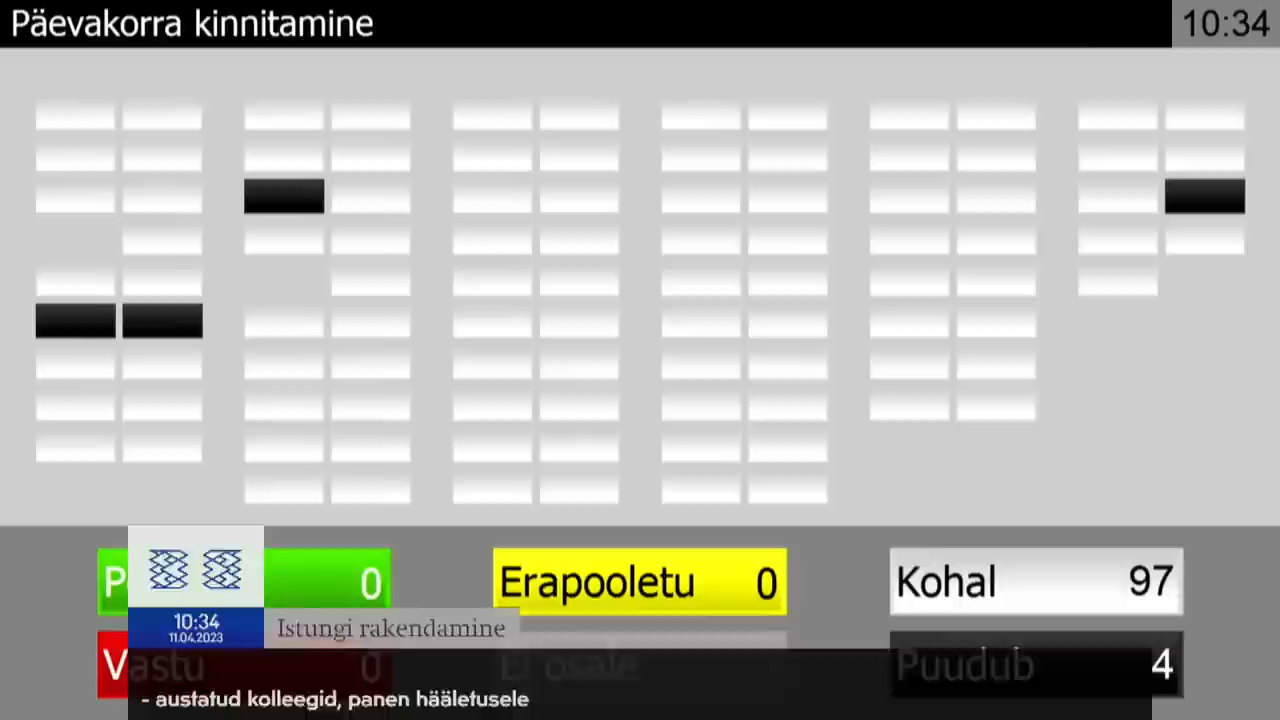 Päevakorra kinnitamine
10:34
0
Erapooletu 0
Kohal 97
10:34
11.04.2023
Istungi rakendamine
Vastu 0
Puudub 4
- austatud kolleegid, panen hääletusele